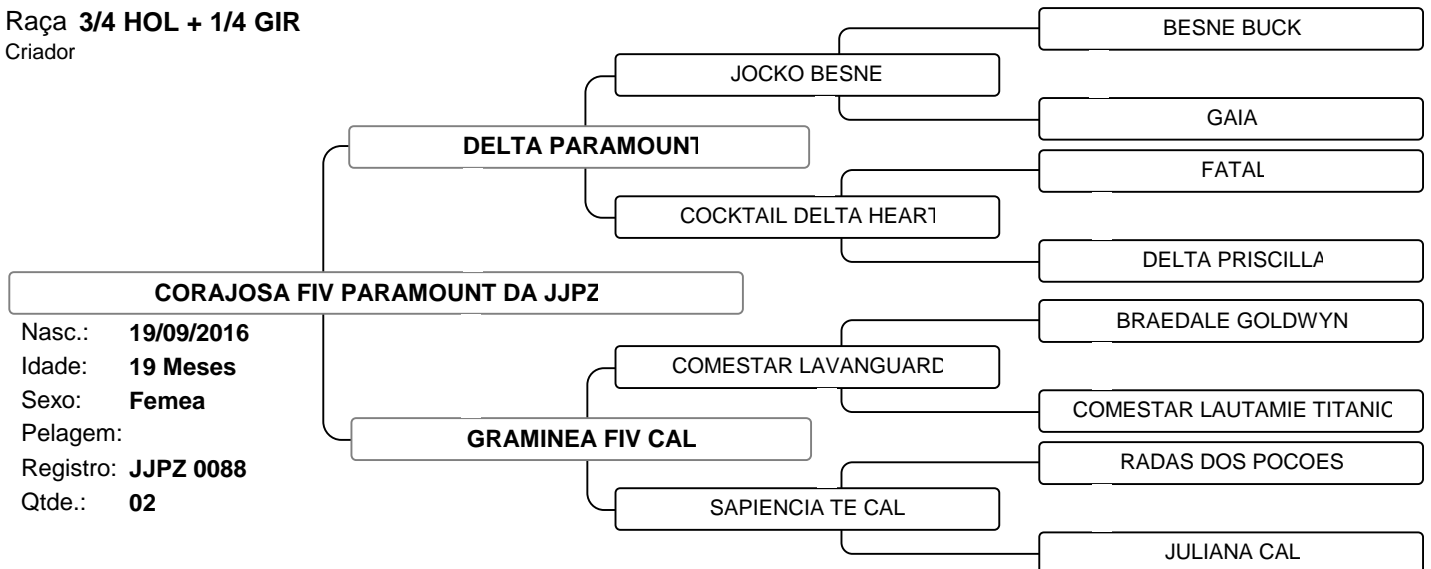 Raça 3/4 HOL + 1/4 GIR
Criador
BESNE BUCK
JOCKO BESNE
GAIA
DELTA PARAMOUNT
FATAL
COCKTAIL DELTA HEART
DELTA PRISCILLA
CORAJOSA FIV PARAMOUNT DA JJPZ
Nasc.: 19/09/2016
Idade: 19 Meses
Sexo: Femea
Pelagem:
Registro: JJPZ 0088
Qtde.: 02
BRAEDALE GOLDWYN
COMESTAR LAVANGUARD
COMESTAR LAUTAMIE TITANIC
GRAMINEA FIV CAL
RADAS DOS POCOES
SAPIENCIA TE CAL
JULIANA CAL